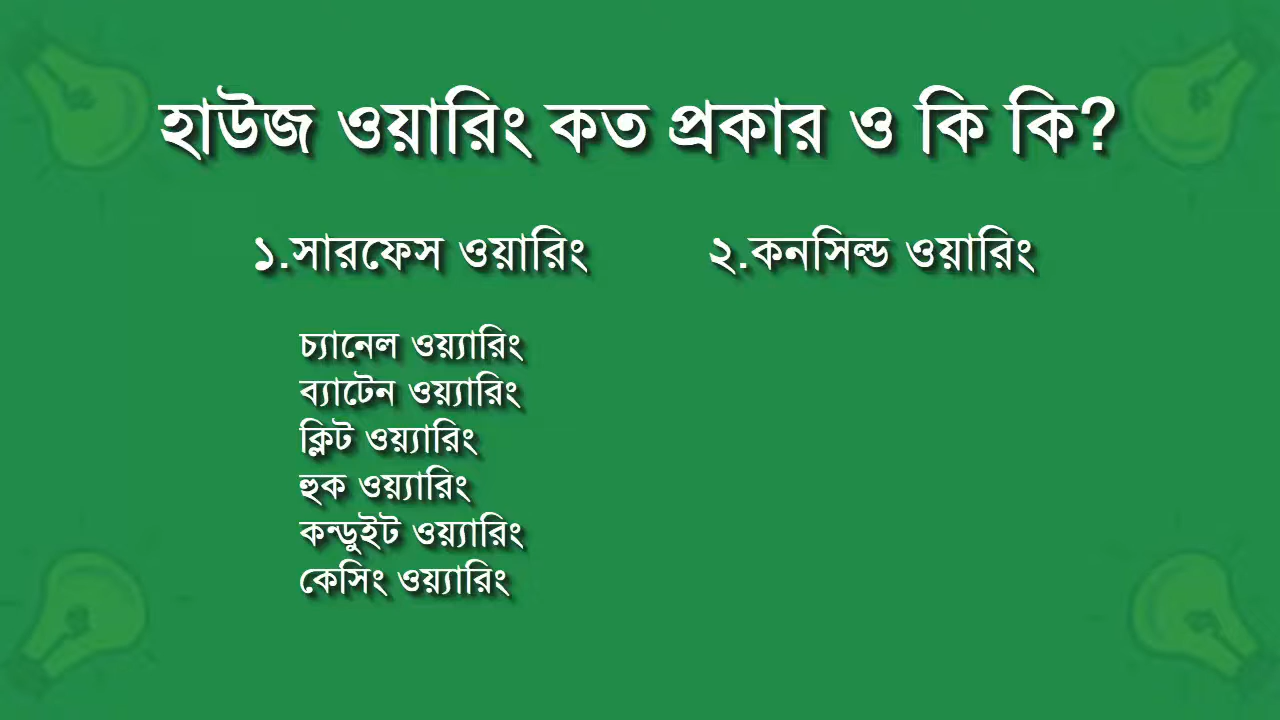 হাউজ ওয়ারিং কত প্রকার ও কি কি?
১.সারফেস ওয়ারিং
২.কনসিল্ড ওয়ারিং
চ্যানেল ওয়্যারিং
ব্যাটেন ওয়্যারিং
ক্লিট ওয়্যারিং
হুক ওয়্যারিং
কন্ডুইট ওয়্যারিং
কেসিং ওয়্যারিং